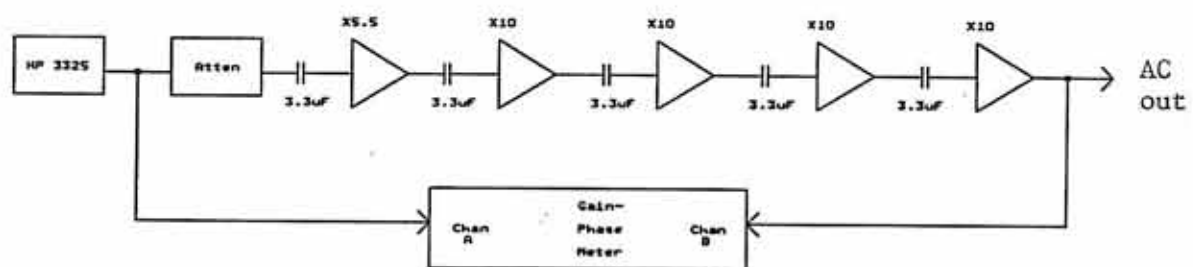 X5.5
X10
X10
X10
X10
HP 3325
Atten
3.3uF
3.3uF
3.3uF
3.3uF
3.3uF
AC
out
Gain-
Phase
Meter
Chan
A
Chan
B